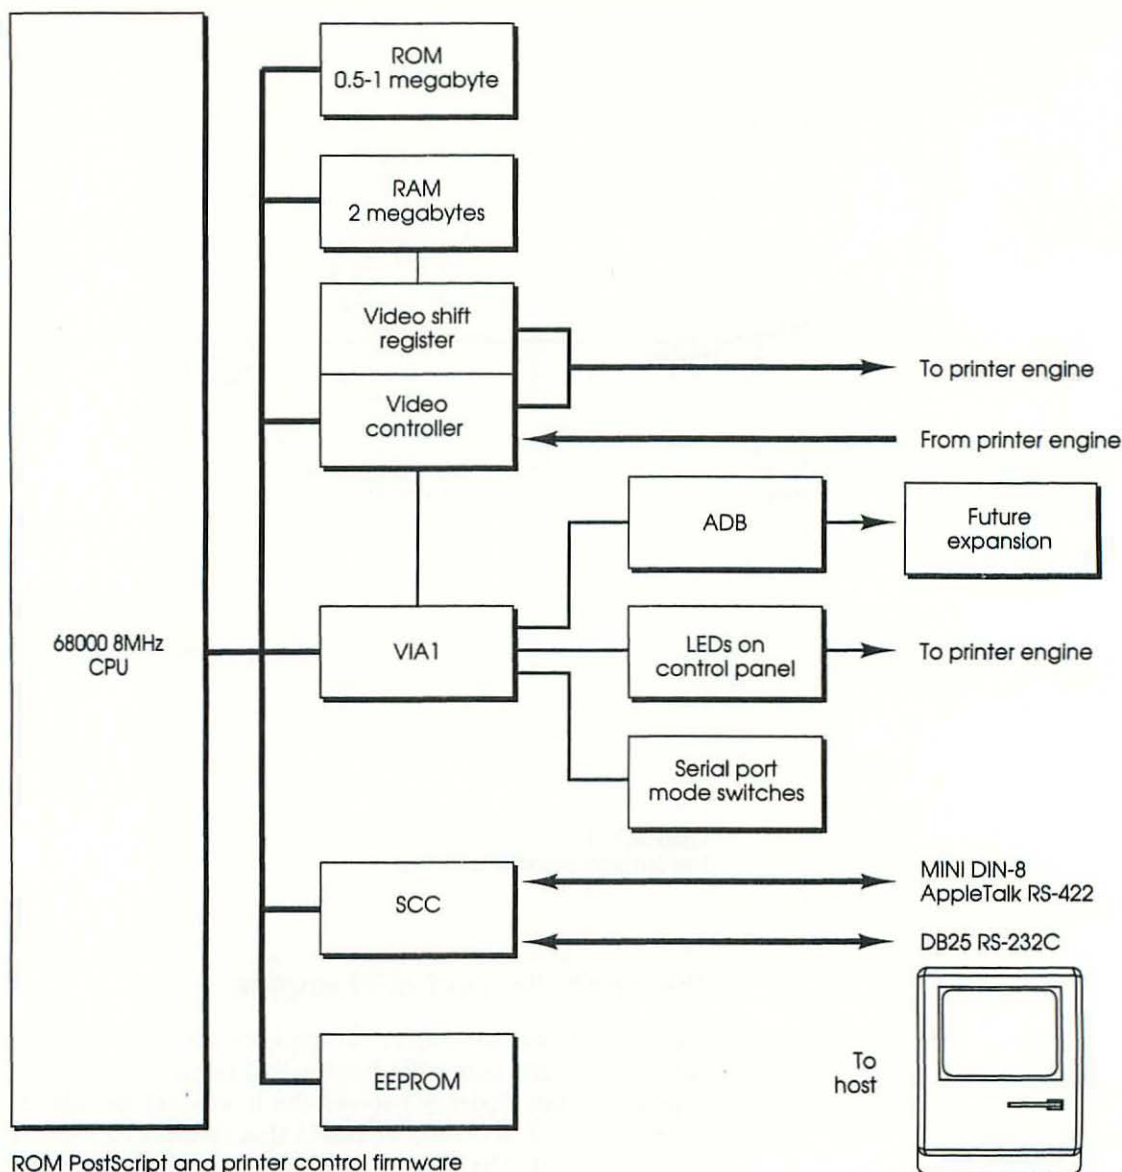 ROM
0.5-1 megabyte
RAM
2 megabytes
Video shift
register
Video
controller
To printer engine
From printer engine
ADB
Future
expansion
68000 8MHz
CPU
VIA1
LEDs on
control panel
To printer engine
Serial port
mode switches
SCC
MINI DIN-8
AppleTalk RS-422
DB25 RS-232C
EEPROM
To
host
ROM PostScript and printer control firmware